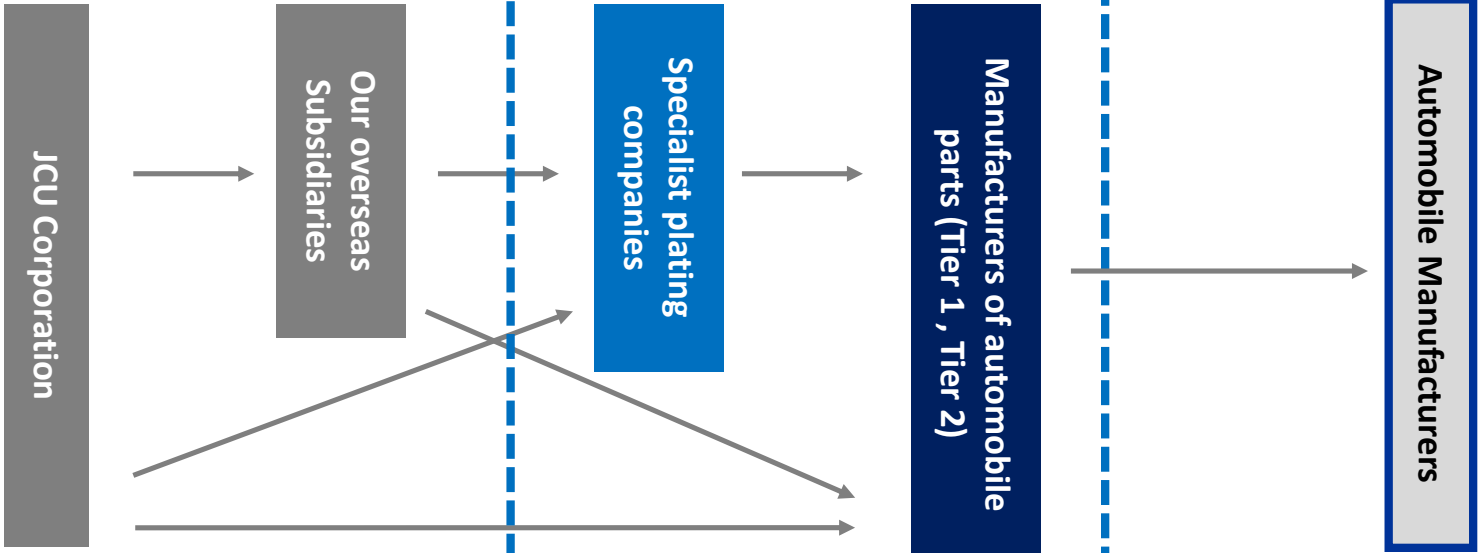 JCU Corporation
Our overseas
Subsidiaries
Specialist plating
companies
Manufacturers of automobile
parts (Tier 1 , Tier 2)
Automobile Manufacturers